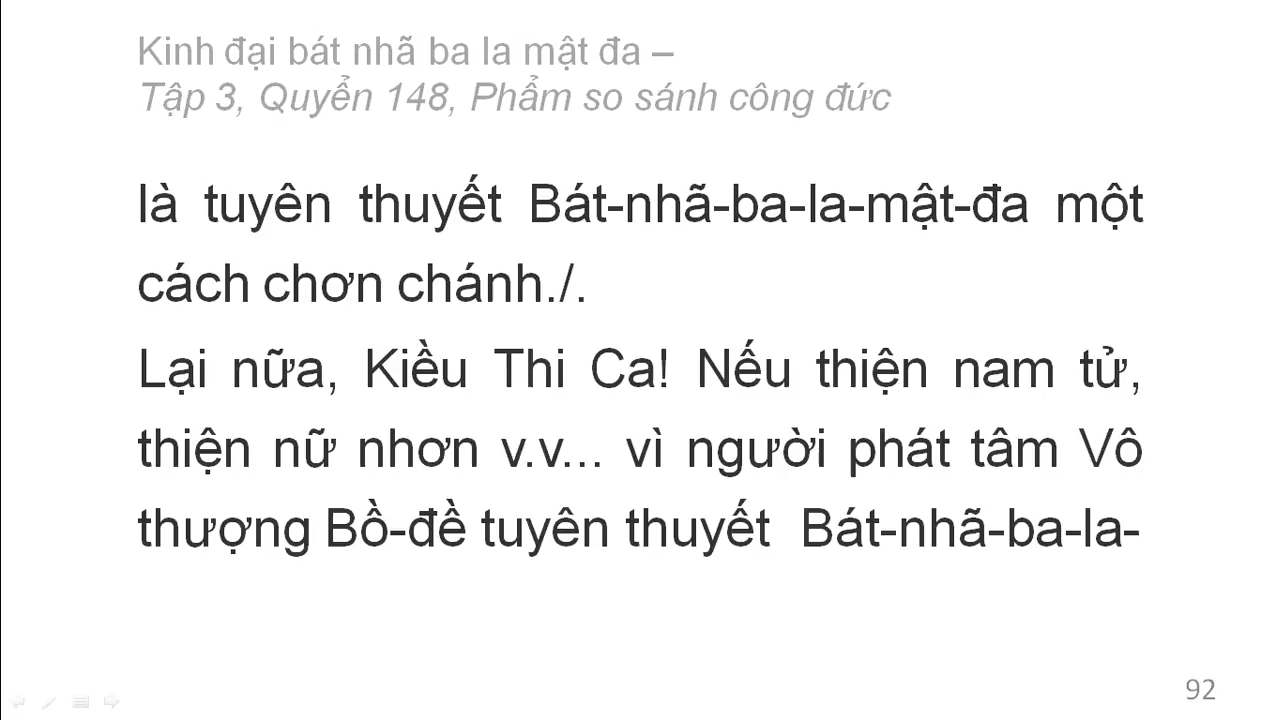 Kinh đại bát nhã ba la mật đa –
Tập 3, Quyển 148, Phẩm so sánh công đức
là tuyên thuyết Bát-nhã-ba-la-mật-đa một
cách chơn chánh./.
Lại nữa, Kiều Thi Ca! Nếu thiện nam tử,
thiện nữ nhơn v.v... vì người phát tâm Vô
thượng Bồ-đề tuyên thuyết  Bát-nhã-ba-la-
92